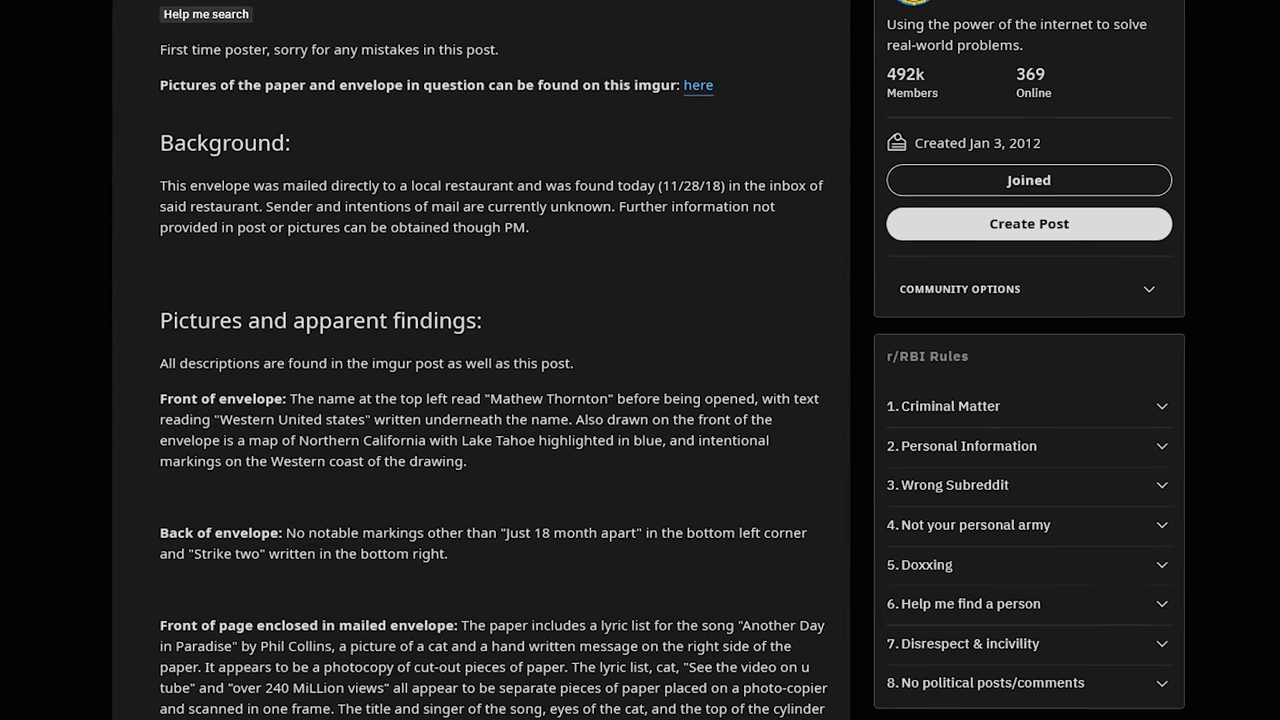 Help me search
First time poster, sorry for any mistakes in this post.
Pictures of the paper and envelope in question can be found on this imgur: here
Background:
This envelope was mailed directly to a local restaurant and was found today (11/28/18) in the inbox of
said restaurant. Sender and intentions of mail are currently unknown. Further information not
provided in post or pictures can be obtained though PM.
Pictures and apparent findings:
All descriptions are found in the imgur post as well as this post.
Front of envelope: The name at the top left read "Mathew Thornton" before being opened, with text
reading "Western United states" written underneath the name. Also drawn on the front of the
envelope is a map of Northern California with Lake Tahoe highlighted in blue, and intentional
markings on the Western coast of the drawing.
Back of envelope: No notable markings other than "Just 18 month apart" in the bottom left corner
and "Strike two" written in the bottom right.
Front of page enclosed in mailed envelope: The paper includes a lyric list for the song "Another Day
in Paradise" by Phil Collins, a picture of a cat and a hand written message on the right side of the
paper. It appears to be a photocopy of cut-out pieces of paper. The lyric list, cat, "See the video on u
tube" and "over 240 MiLLion views" all appear to be separate pieces of paper placed on a photo-copier
and scanned in one frame. The title and singer of the song, eyes of the cat, and the top of the cylinder
Using the power of the internet to solve
real-world problems.
492k 369
Members Online
Created Jan 3, 2012
Joined
Create Post
COMMUNITY OPTIONS
r/RBI Rules
1. Criminal Matter
2. Personal Information
3. Wrong Subreddit
4. Not your personal army
5. Doxxing
6. Help me find a person
7. Disrespect & incivility
8. No political posts/comments